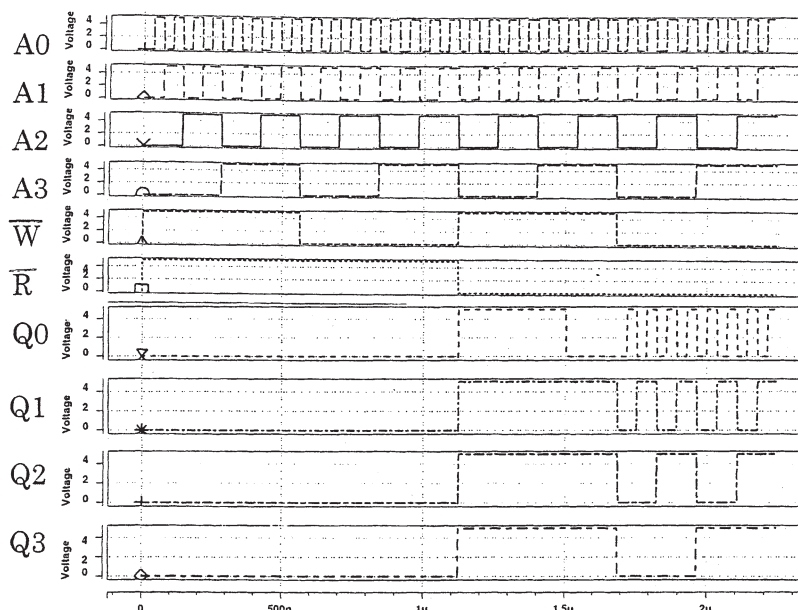 A0 Voltage 4 2 0
A1 Voltage 4 2 0
A2 Voltage 4 2 0
A3 Voltage 4 2 0
W Voltage 4 2 0
R Voltage 4 2 0
Q0 Voltage 4 2 0
Q1 Voltage 4 2 0
Q2 Voltage 4 2 0
Q3 Voltage 4 2 0
0 500n 1u 1.5u 2u